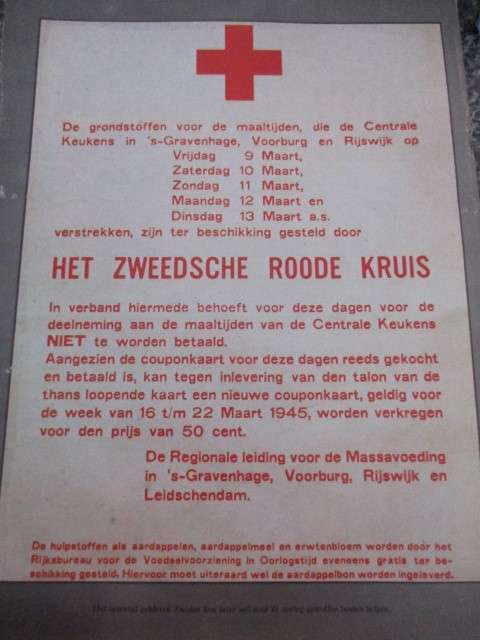 De grondstoffen voor de maaltijden, die de Centrale
Keukens in 's-Gravenhage, Voorburg en Rijswijk op
Vrijdag 9 Maart,
Zaterdag 10 Maart,
Zondag 11 Maart,
Maandag 12 Maart en
Dinsdag 13 Maart a.s.
verstrekken, zijn ter beschikking gesteld door
HET ZWEEDSCHE ROODE KRUIS
In verband hiermede behoeft voor deze dagen voor de
deelneming aan de maaltijden van de Centrale Keukens
NIET te worden betaald.
Aangezien de couponkaart voor deze dagen reeds gekocht
en betaald is, kan tegen inlevering van den talon van de
thans loopende kaart een nieuwe couponkaart, geldig voor
de week van 16 t/m 22 Maart 1945, worden verkregen
voor den prijs van 50 cent.
De Regionale leiding voor de Massavoeding
in 's-Gravenhage, Voorburg, Rijswijk en
Leidschendam.
De hulpstoffen als aardappelen, aardappelmeel en erwtenbloem worden door het
Rijksbureau voor de Voedselvoorziening in Oorlogstijd eveneens gratis ter be-
schikking gesteld. Hiervoor moet uiteraard wel de aardappelbon worden ingeleverd.